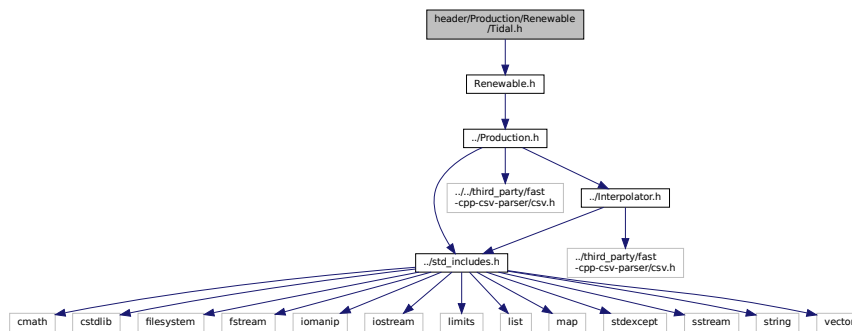 header/Production/Renewable
/Tidal.h
Renewable.h
../Production.h
../../third_party/fast
-cpp-csv-parser/csv.h
../Interpolator.h
../third_party/fast
-cpp-csv-parser/csv.h
../std_includes.h
cmath
cstdlib
filesystem
fstream
iomanip
iostream
limits
list
map
stdexcept
sstream
string
vector